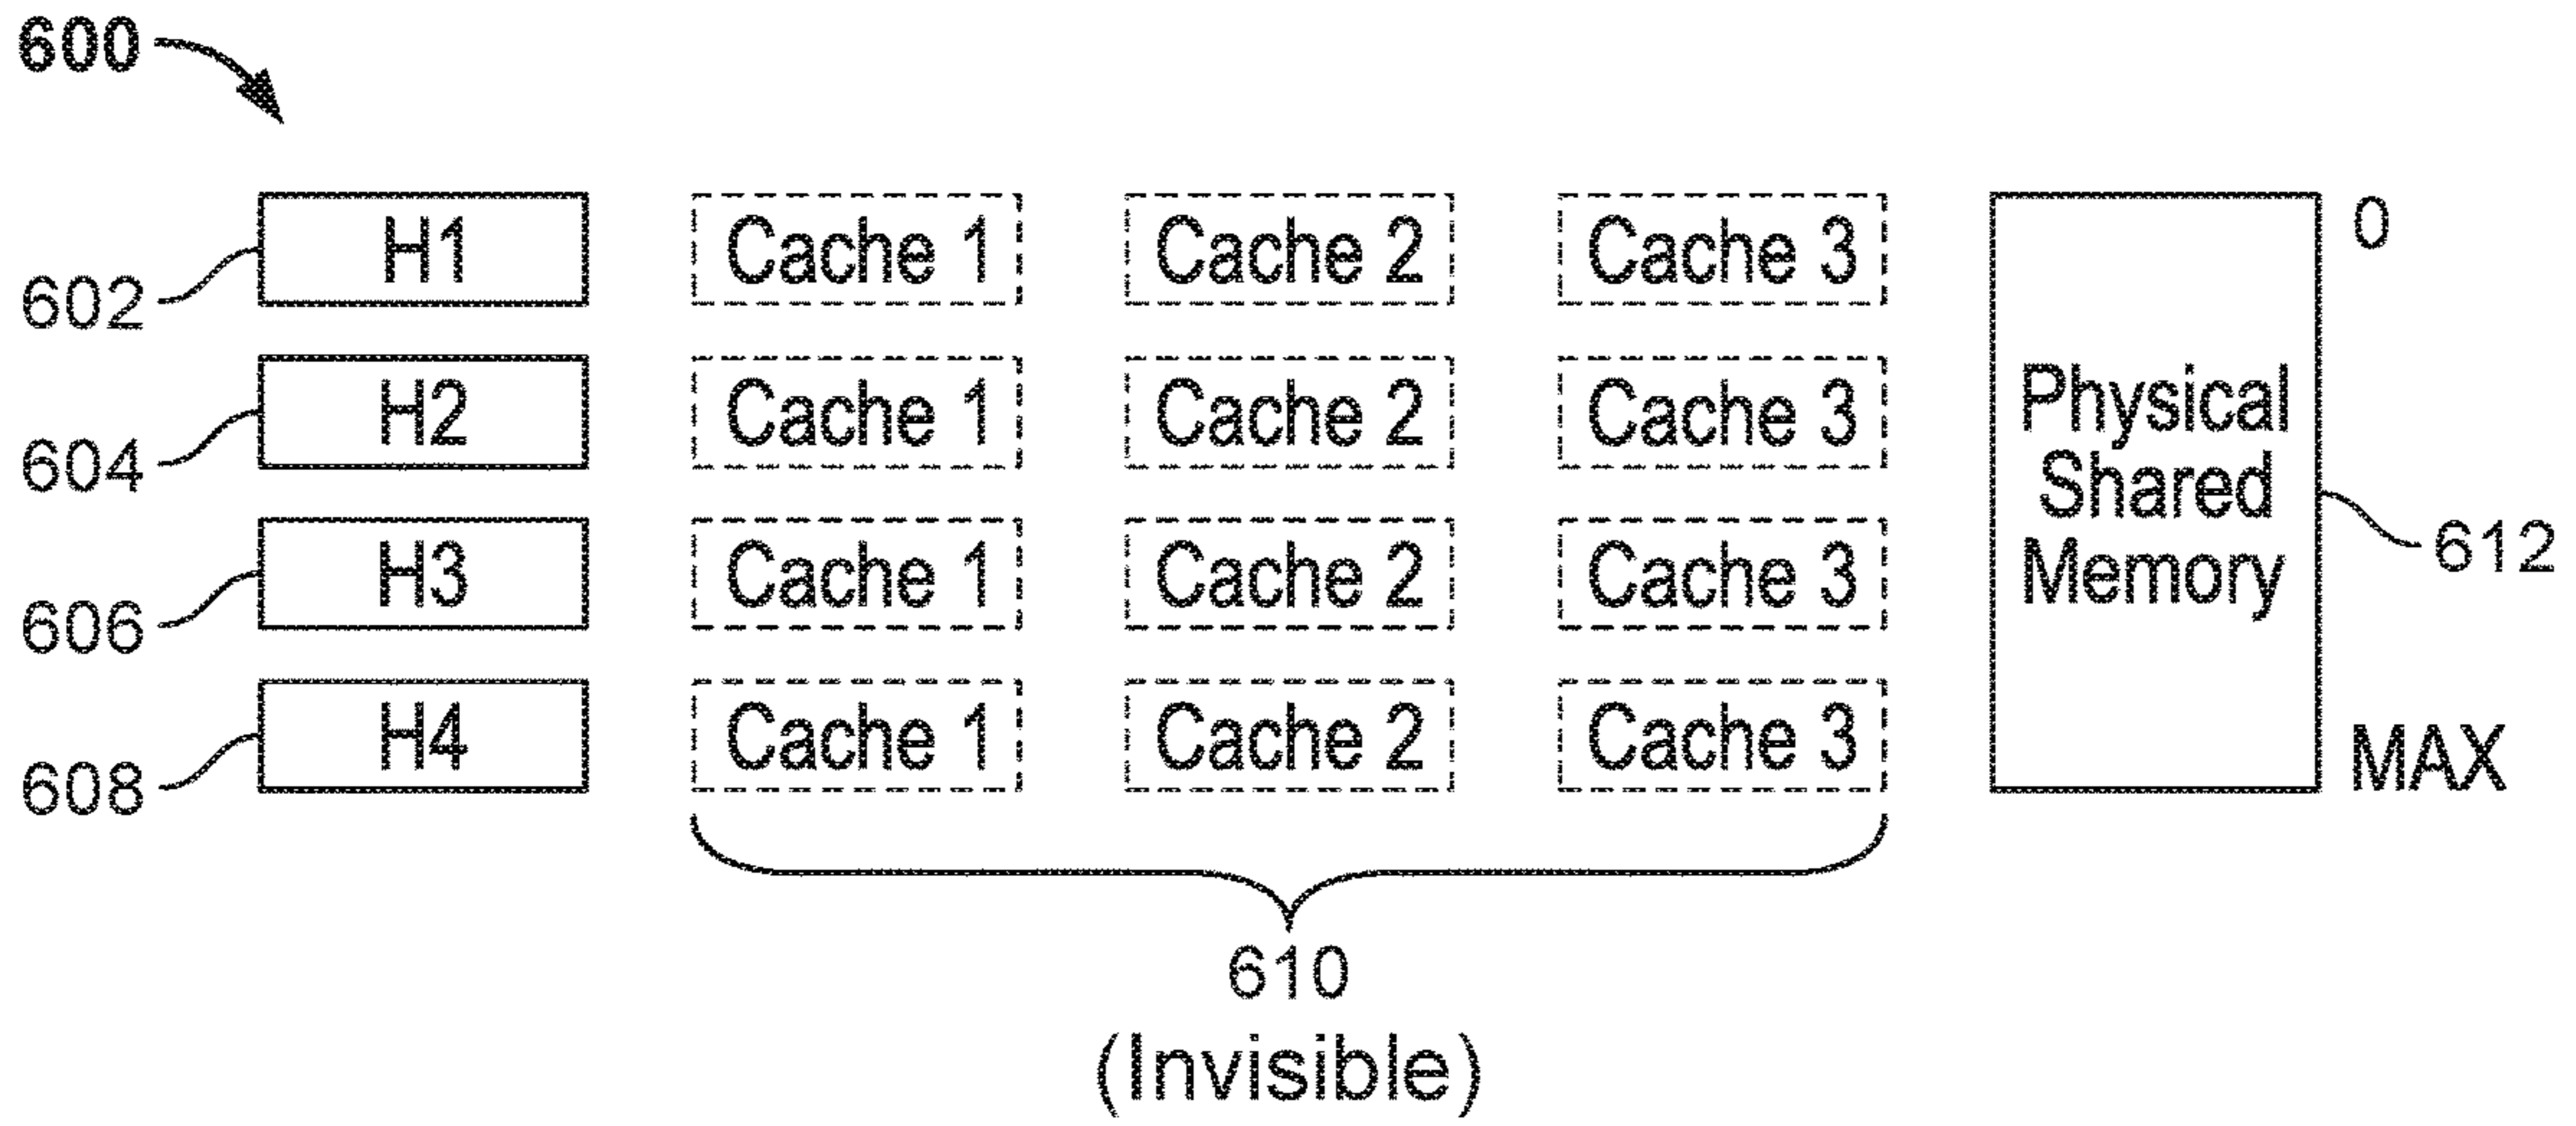 600
H1 Cache 1 Cache 2 Cache 3 0
602
H2 Cache 1 Cache 2 Cache 3
604
Physical
Shared
Memory
612
H3 Cache 1 Cache 2 Cache 3
606
H4 Cache 1 Cache 2 Cache 3 MAX
608
610
(Invisible)